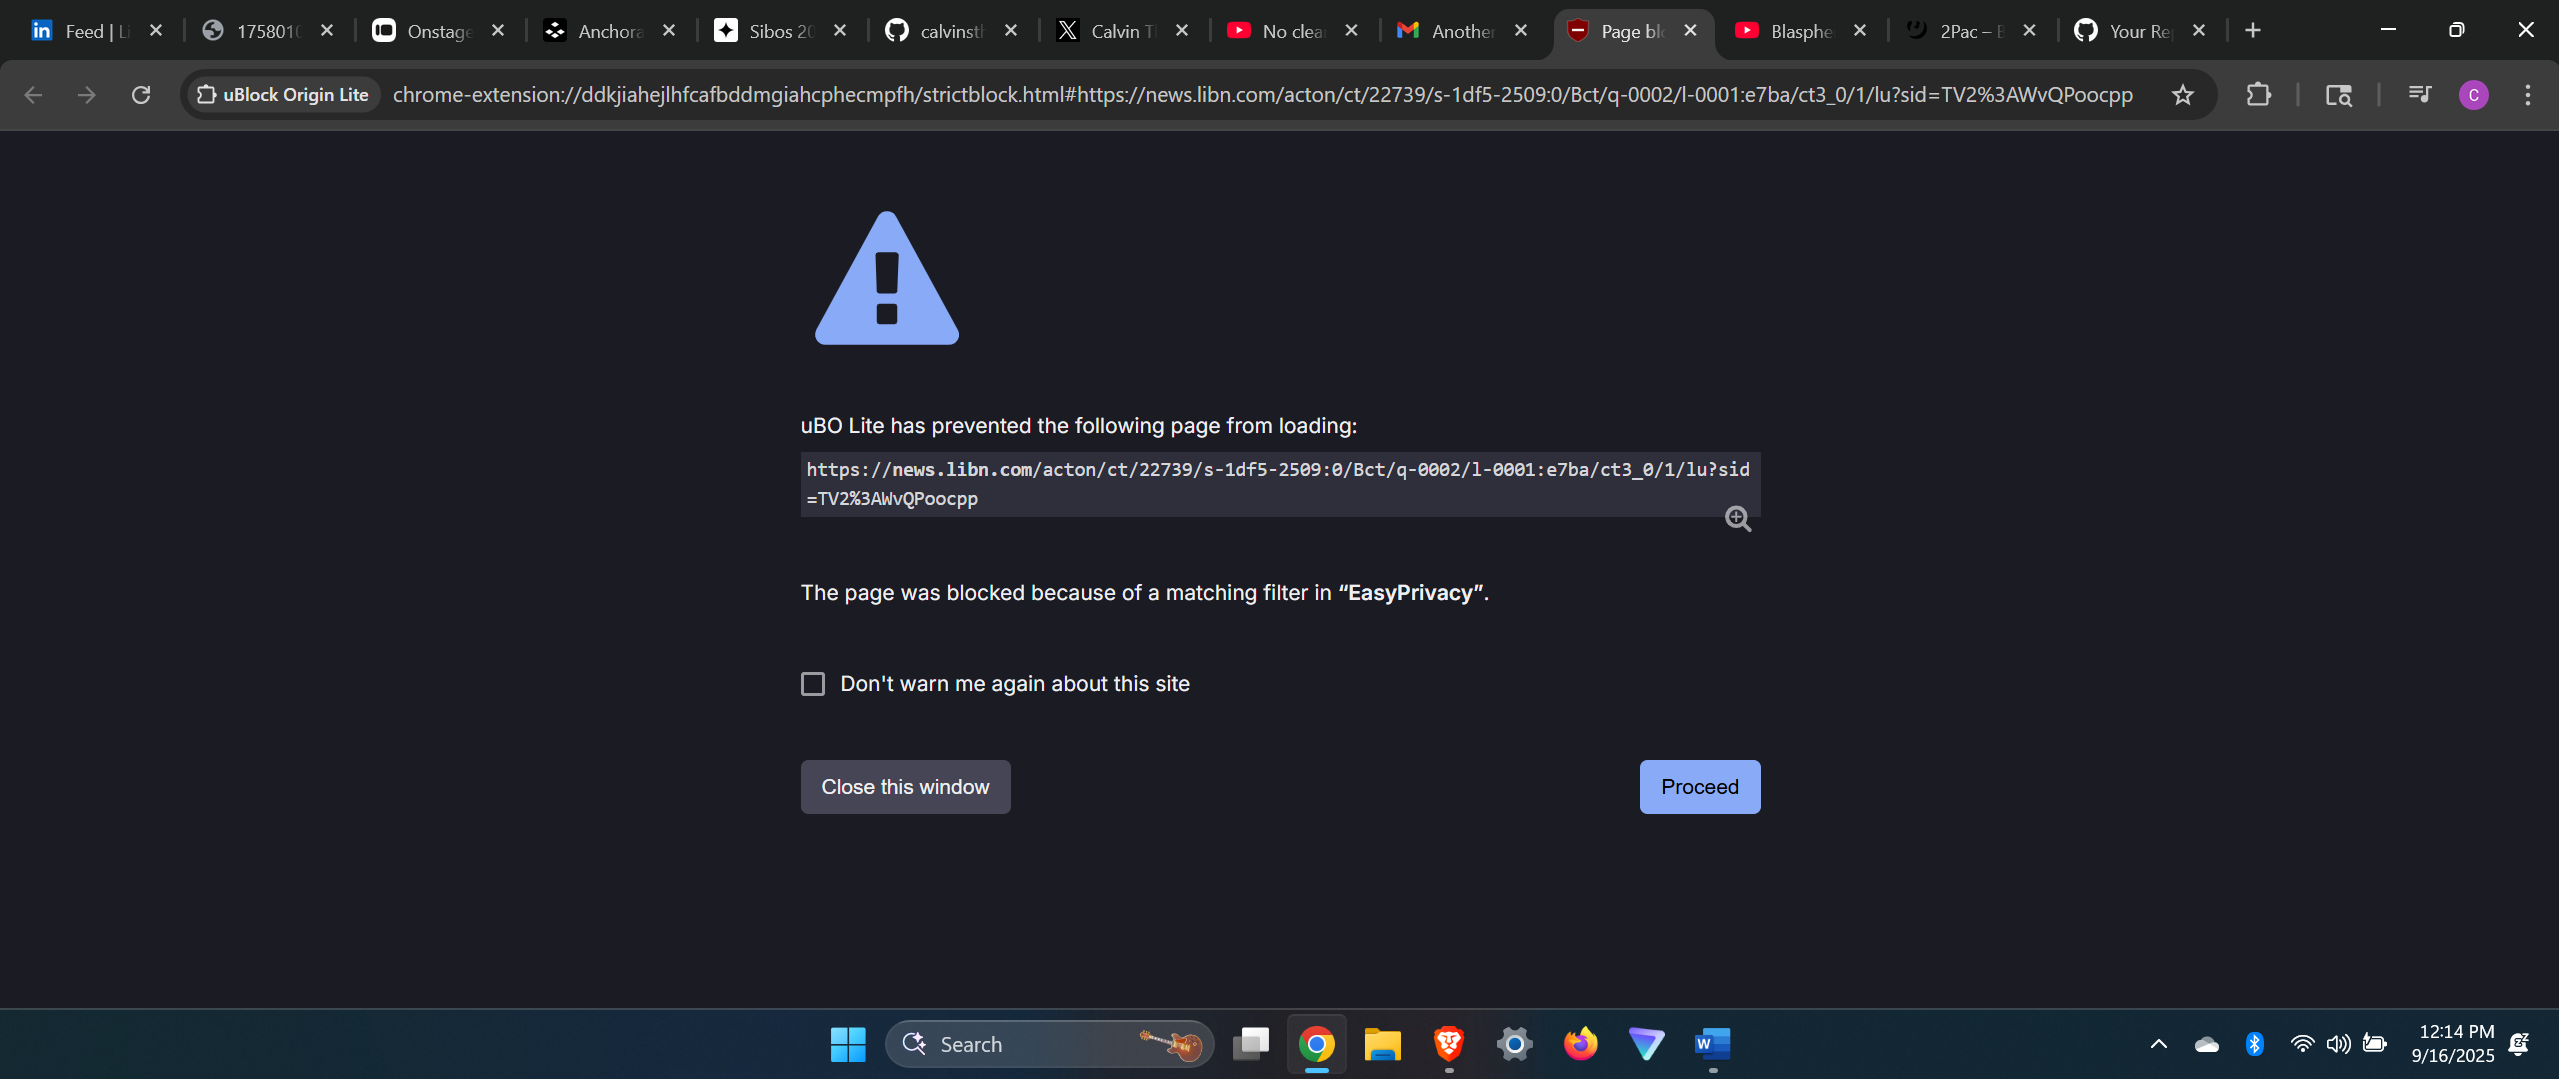 Feed | Li
1758010
Onstage
Anchora
Sibos 20
calvinsth
Calvin T
No clea
Another
Page blo
Blasphe
2Pac – B
Your Re
uBlock Origin Lite
chrome-extension://ddkjiahejlhfcafbddmgiahcphecmpfh/strictblock.html#https://news.libn.com/acton/ct/22739/s-1df5-2509:0/Bct/q-0002/l-0001:e7ba/ct3_0/1/lu?sid=TV2%3AWvQPoocpp
C
uBO Lite has prevented the following page from loading:
https://news.libn.com/acton/ct/22739/s-1df5-2509:0/Bct/q-0002/l-0001:e7ba/ct3_0/1/lu?sid
=TV2%3AWvQPoocpp
The page was blocked because of a matching filter in “EasyPrivacy”.
Don't warn me again about this site
Close this window
Proceed
Search
12:14 PM
9/16/2025